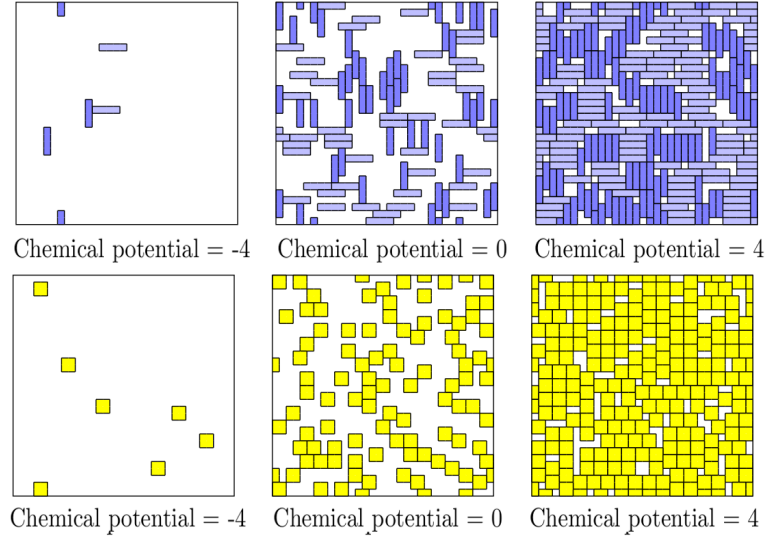 Chemical potential = -4
Chemical potential = 0
Chemical potential = 4
Chemical potential = -4
Chemical potential = 0
Chemical potential = 4